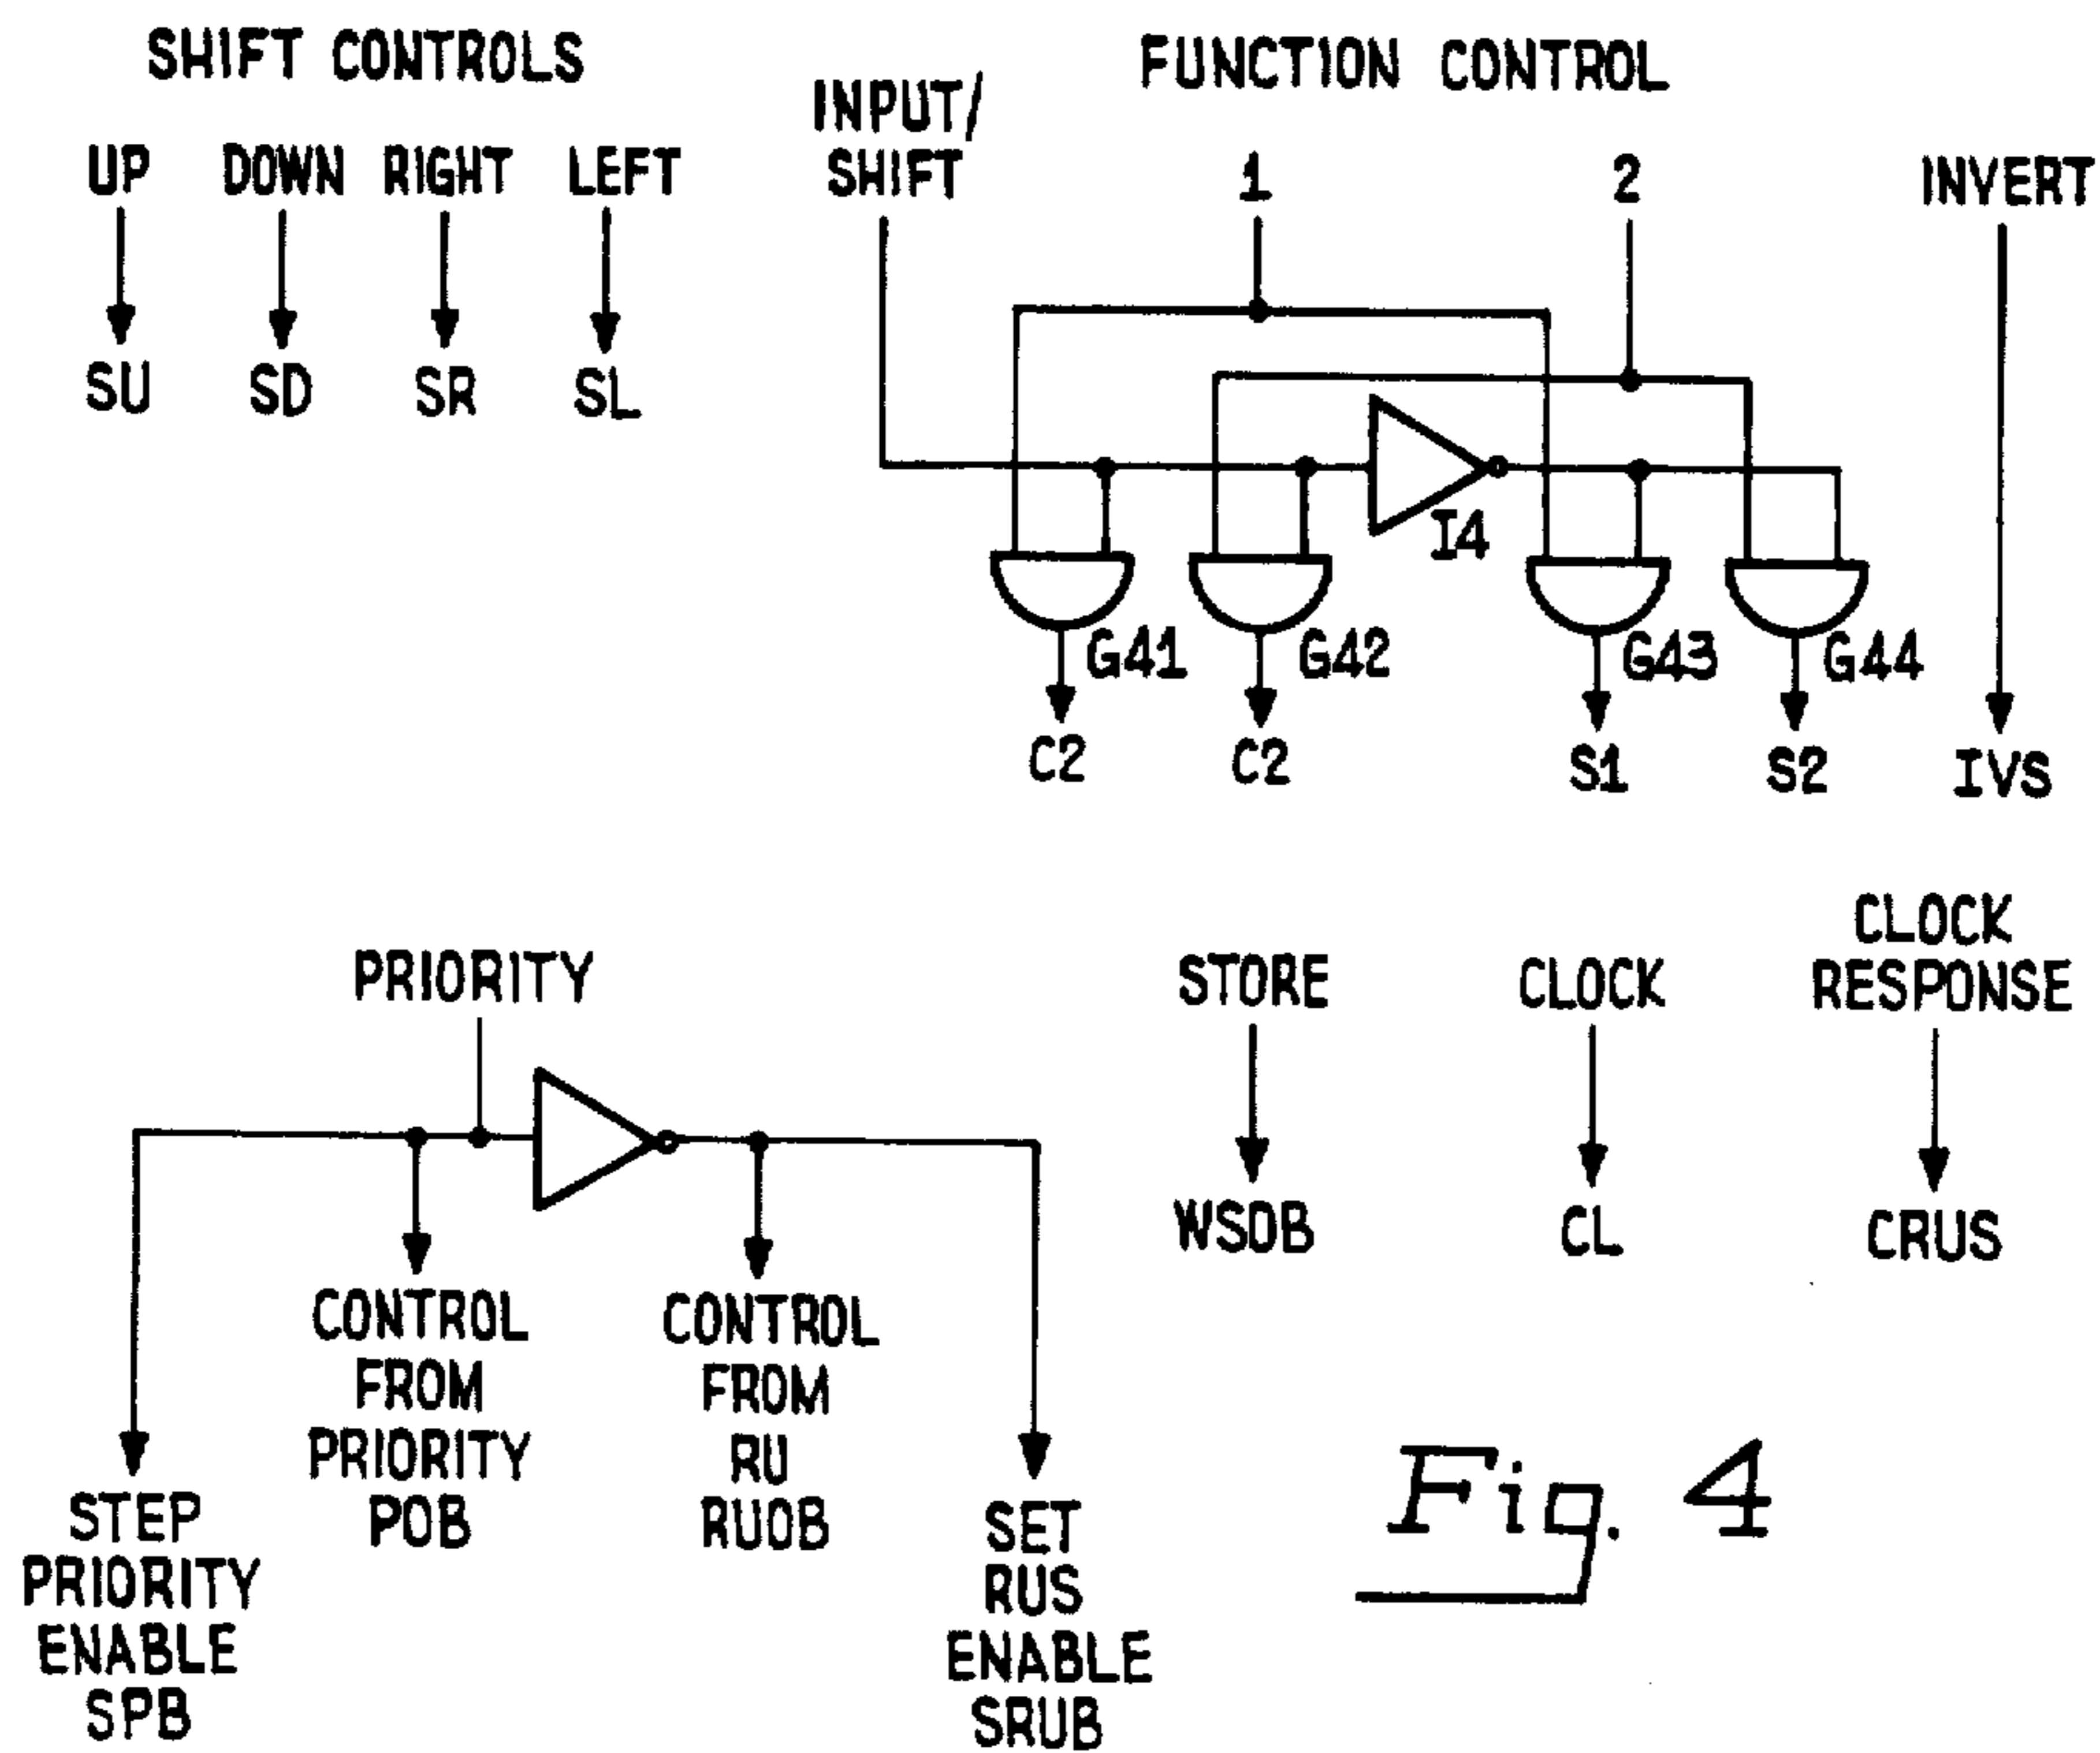 SHIFT CONTROLS
FUNCTION CONTROL
UP DOWN RIGHT LEFT
INPUT/
SHIFT
1 2 INVERT
SU SD SR SL
I4
G41 G42 G43 G44
C2 C2 S1 S2 IVS
PRIORITY
STORE
CLOCK
CLOCK
RESPONSE
WSOB
CL
CRUS
CONTROL
FROM
PRIORITY
POB
CONTROL
FROM
RU
RUOB
STEP
PRIORITY
ENABLE
SPB
SET
RUS
ENABLE
SRUB
Fig. 4